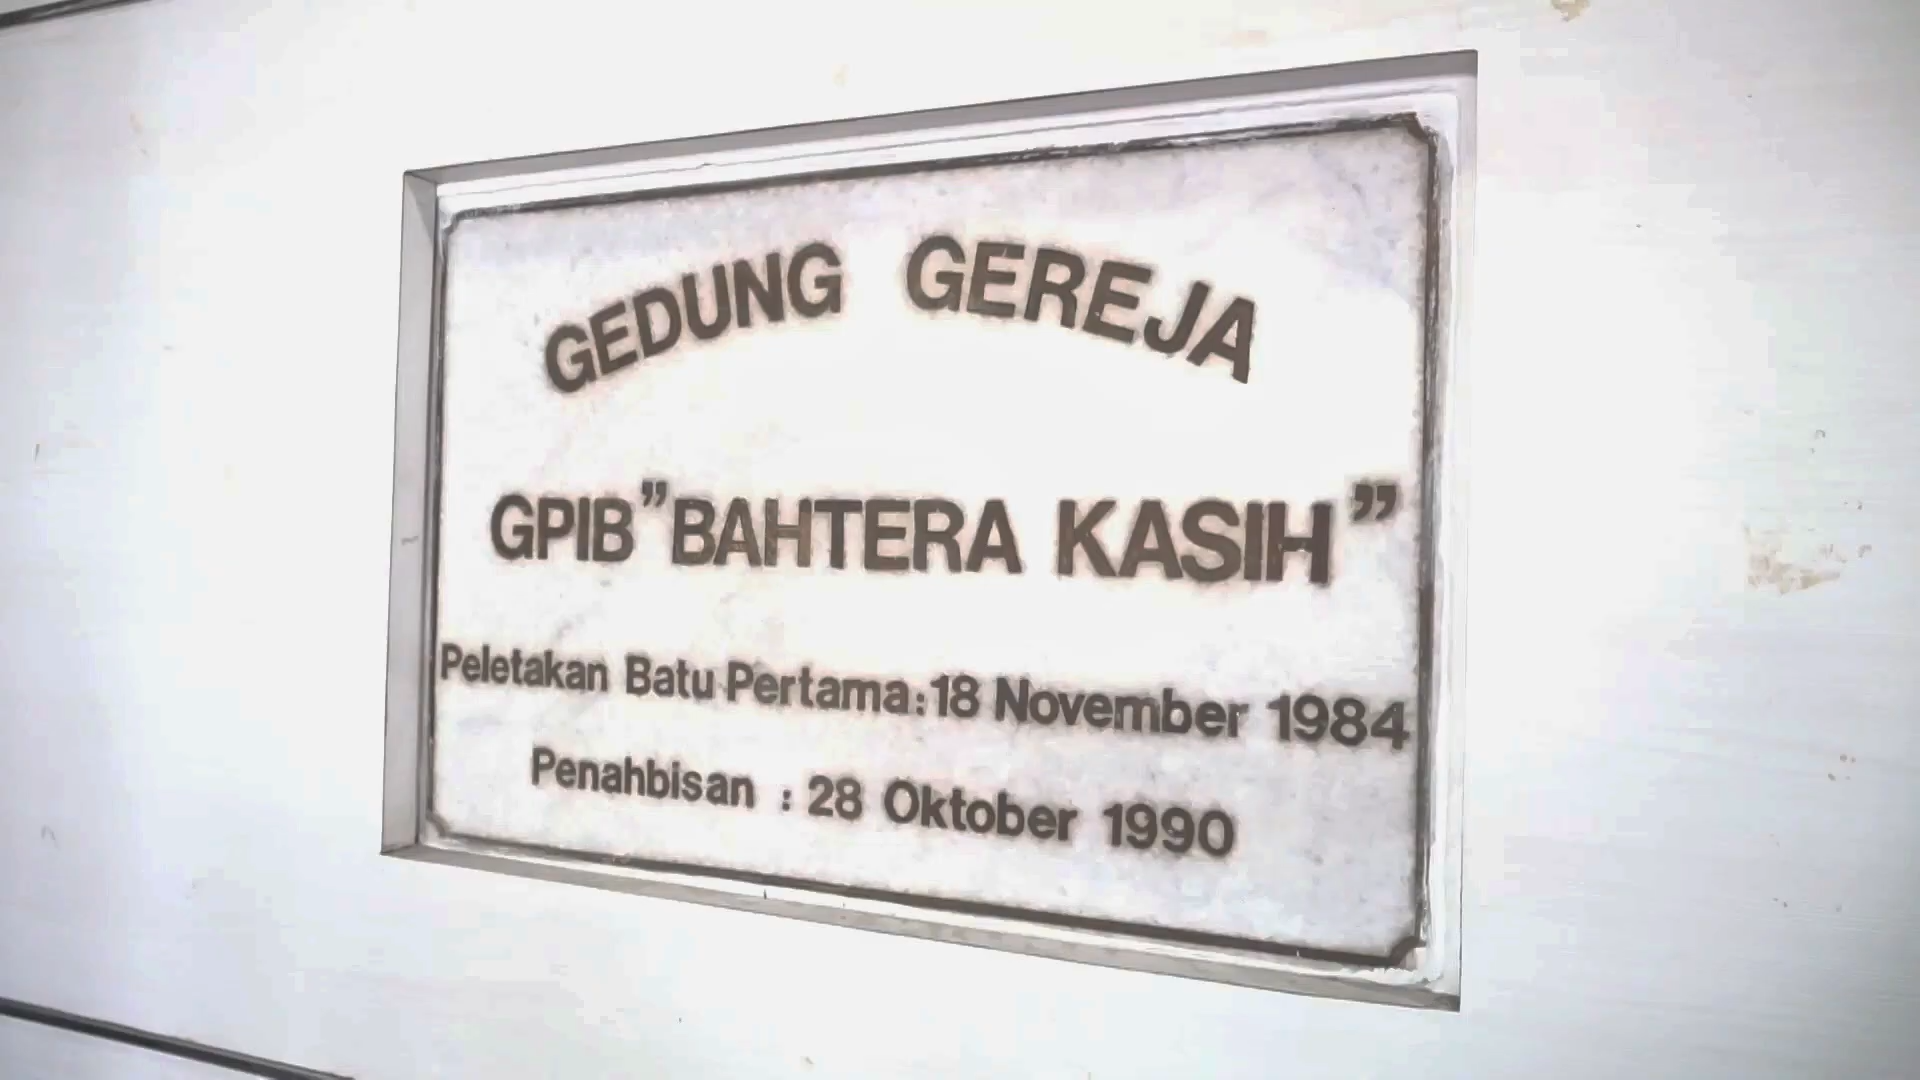 GEDUNG GEREJA
GPIB "BAHTERA KASIH"
Peletakan Batu Pertama : 18 November 1984
Penahbisan : 28 Oktober 1990